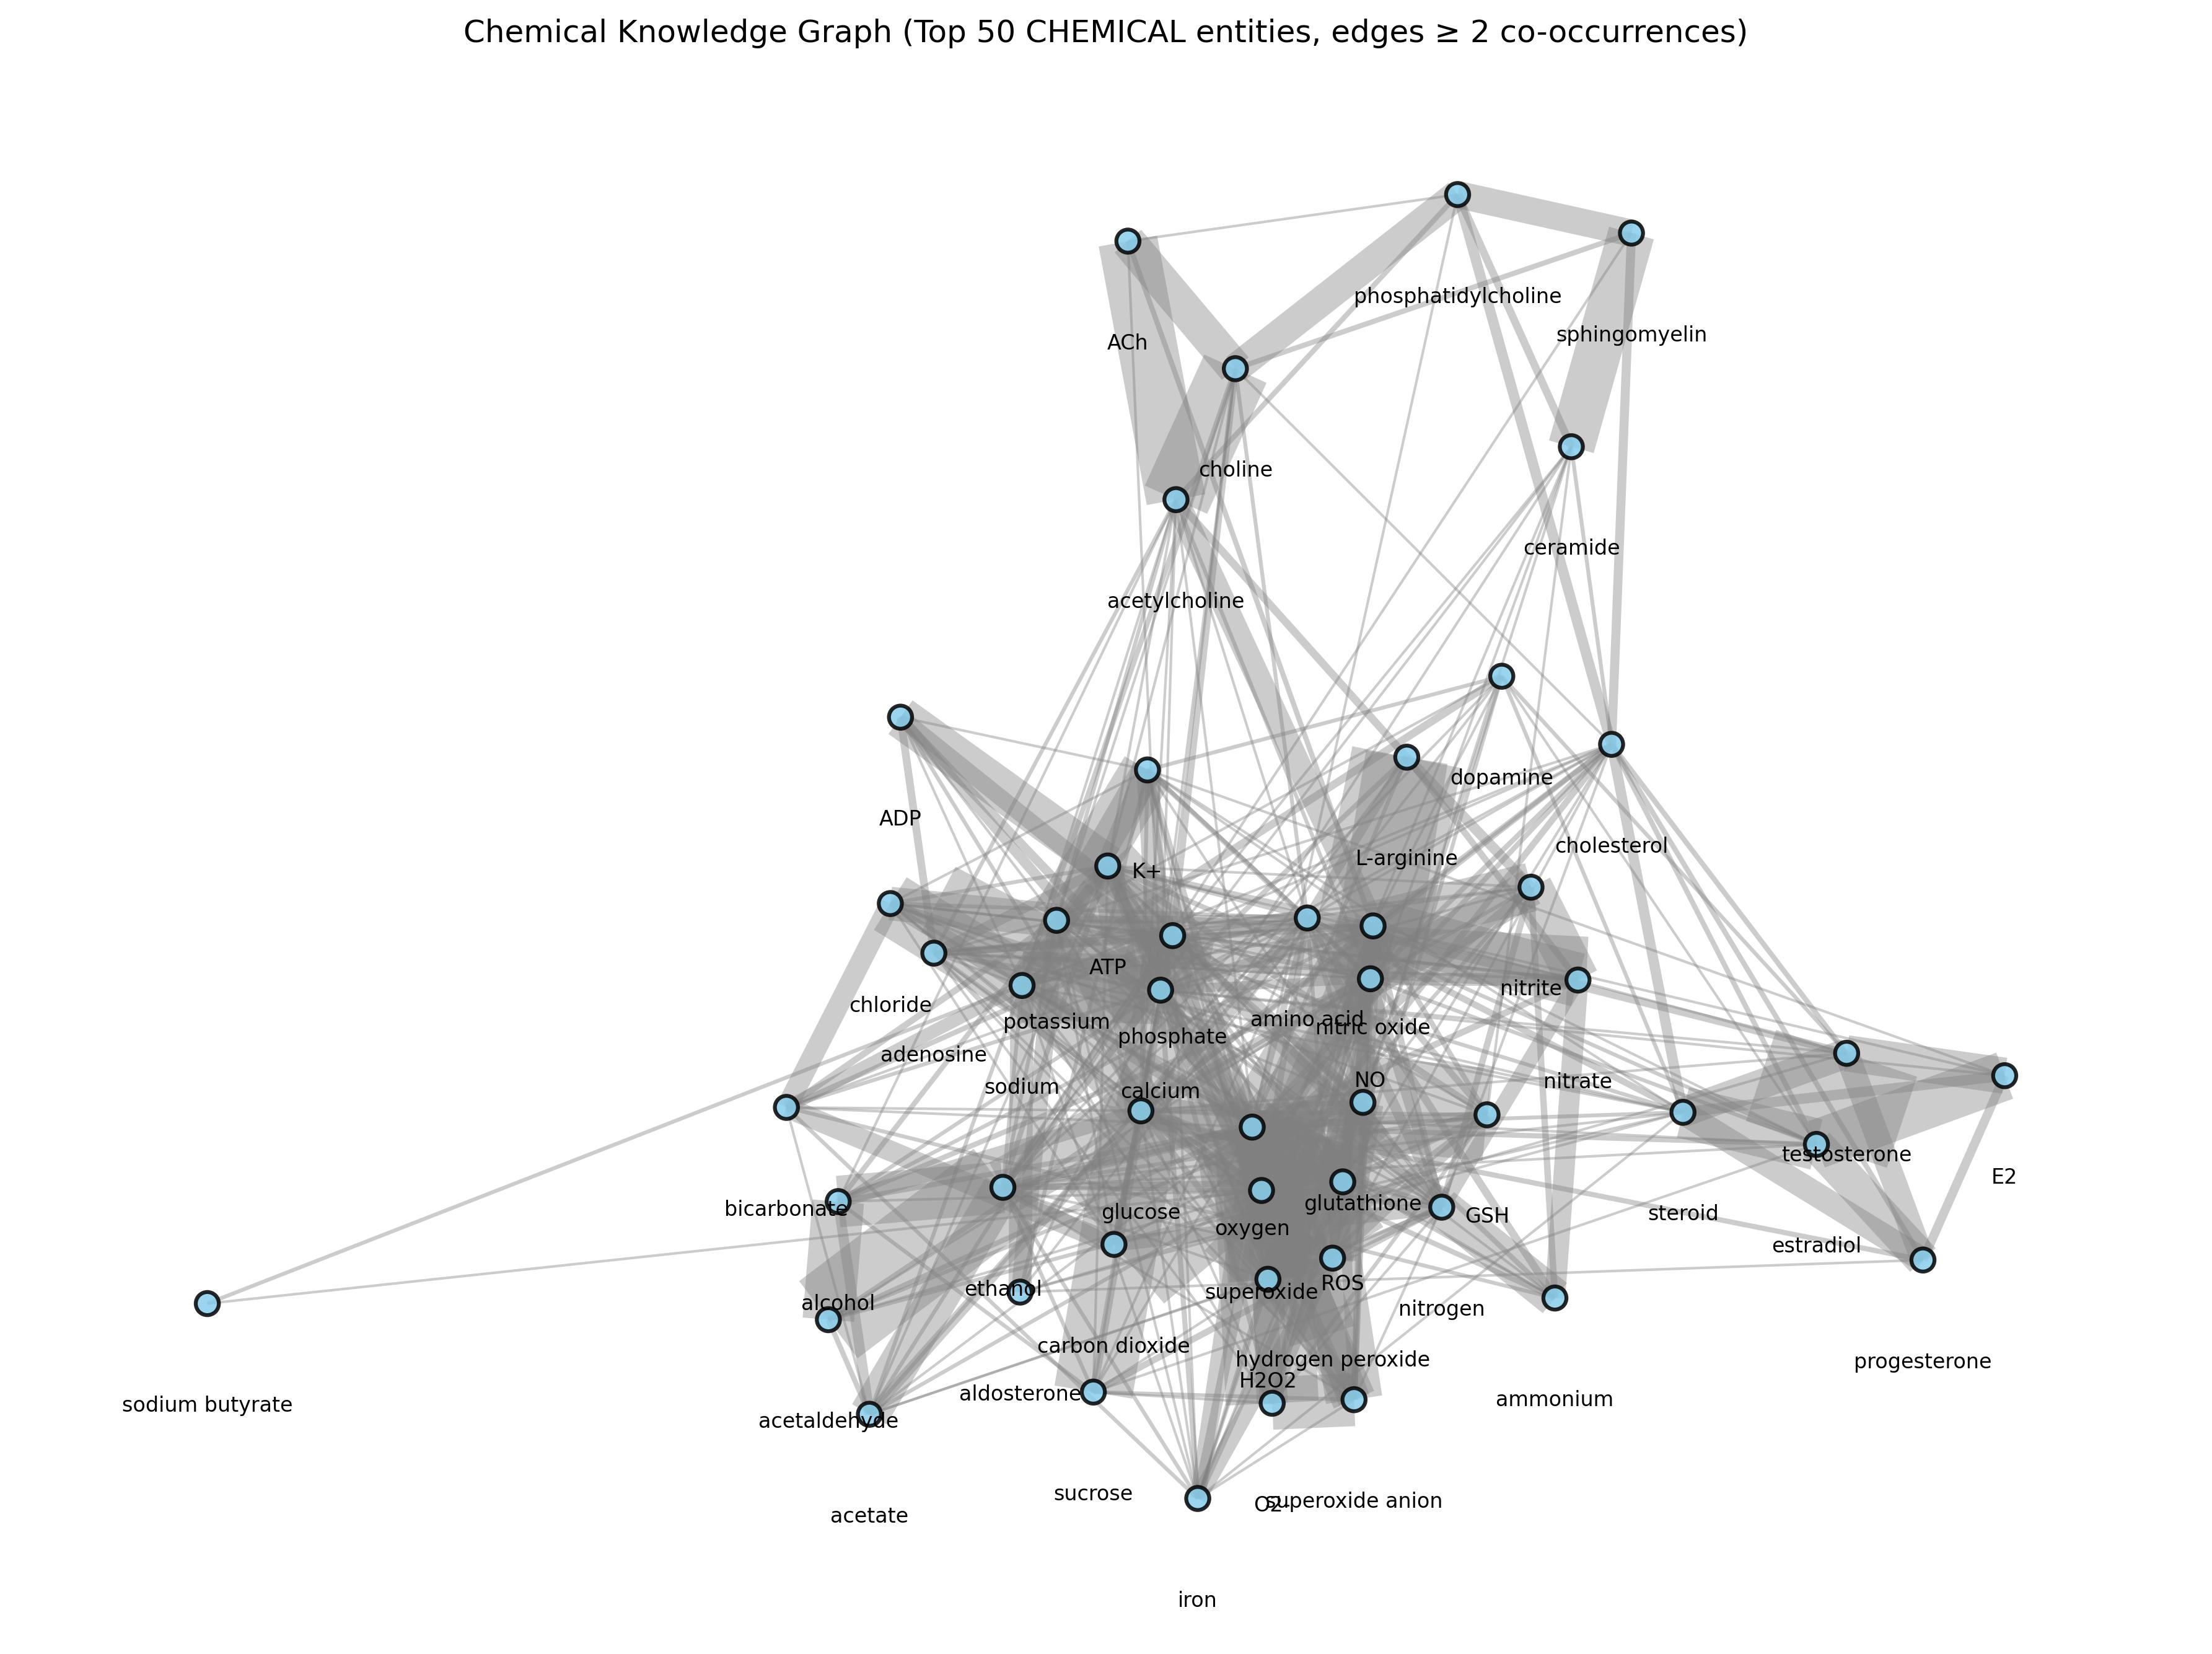 Chemical Knowledge Graph (Top 50 CHEMICAL entities, edges ≥ 2 co-occurrences)
phosphatidylcholine
sphingomyelin
ACh
choline
ceramide
acetylcholine
dopamine
ADP
cholesterol
L-arginine
K+
ATP
nitrite
chloride
amino acid
potassium
nitric oxide
phosphate
adenosine
NO
nitrate
sodium
calcium
testosterone
E2
glutathione
bicarbonate
glucose
steroid
GSH
oxygen
estradiol
ROS
ethanol
superoxide
alcohol
nitrogen
carbon dioxide
hydrogen peroxide
progesterone
H2O2
aldosterone
ammonium
sodium butyrate
acetaldehyde
sucrose
superoxide anion
acetate
iron